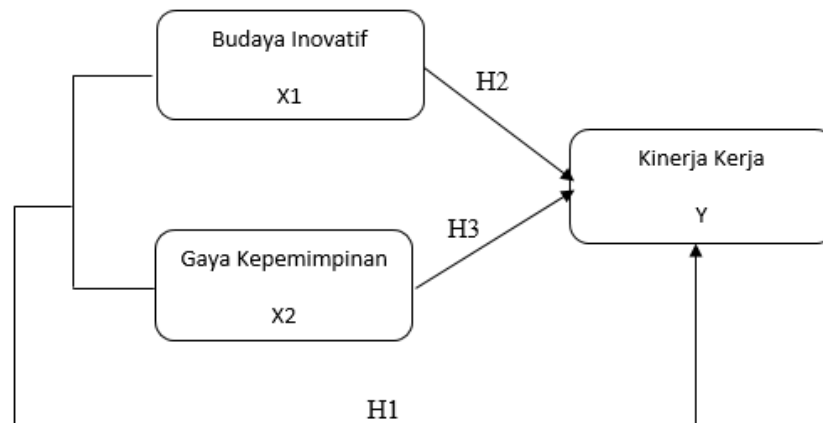 Budaya Inovatif
X1
H2
Kinerja Kerja
Y
H3
Gaya Kepemimpinan
X2
H1